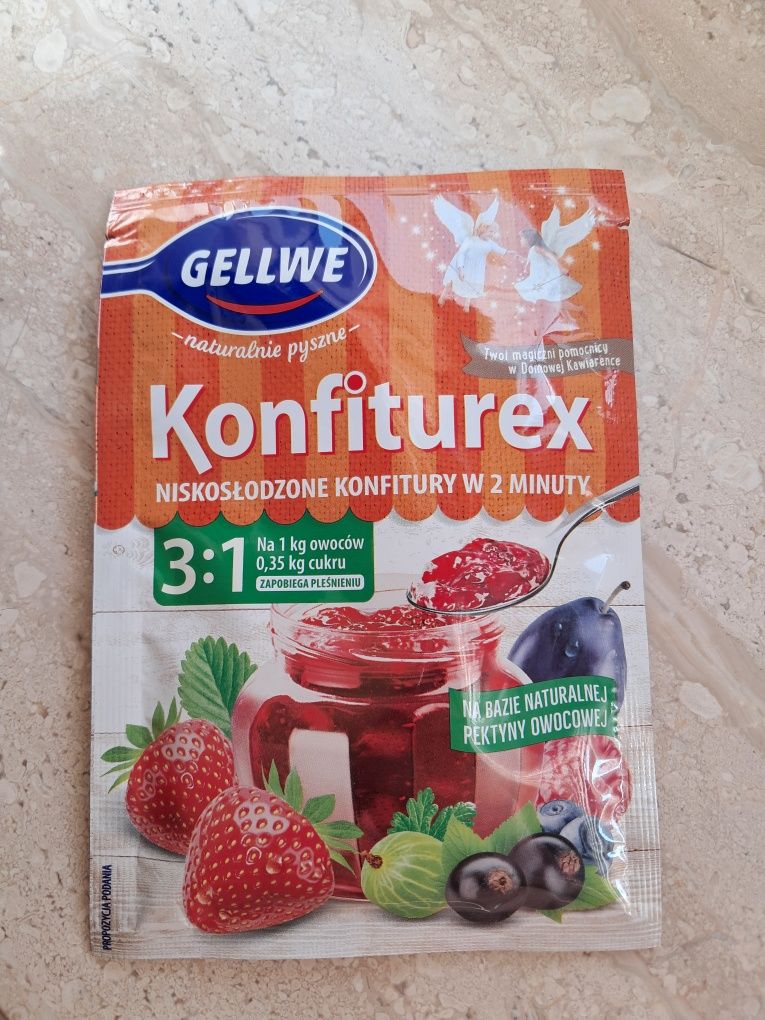 GELLWE
naturalnie pyszne
Twoi magiczni pomocnicy
w Domowej Kawiarence
Konfiturex
NISKOSŁODZONE KONFITURY W 2 MINUTY
3:1
Na 1 kg owoców
0,35 kg cukru
ZAPOBIEGA PLEŚNIENIU
NA BAZIE NATURALNEJ
PEKTYNY OWOCOWEJ
PROPOZYCJA PODANIA